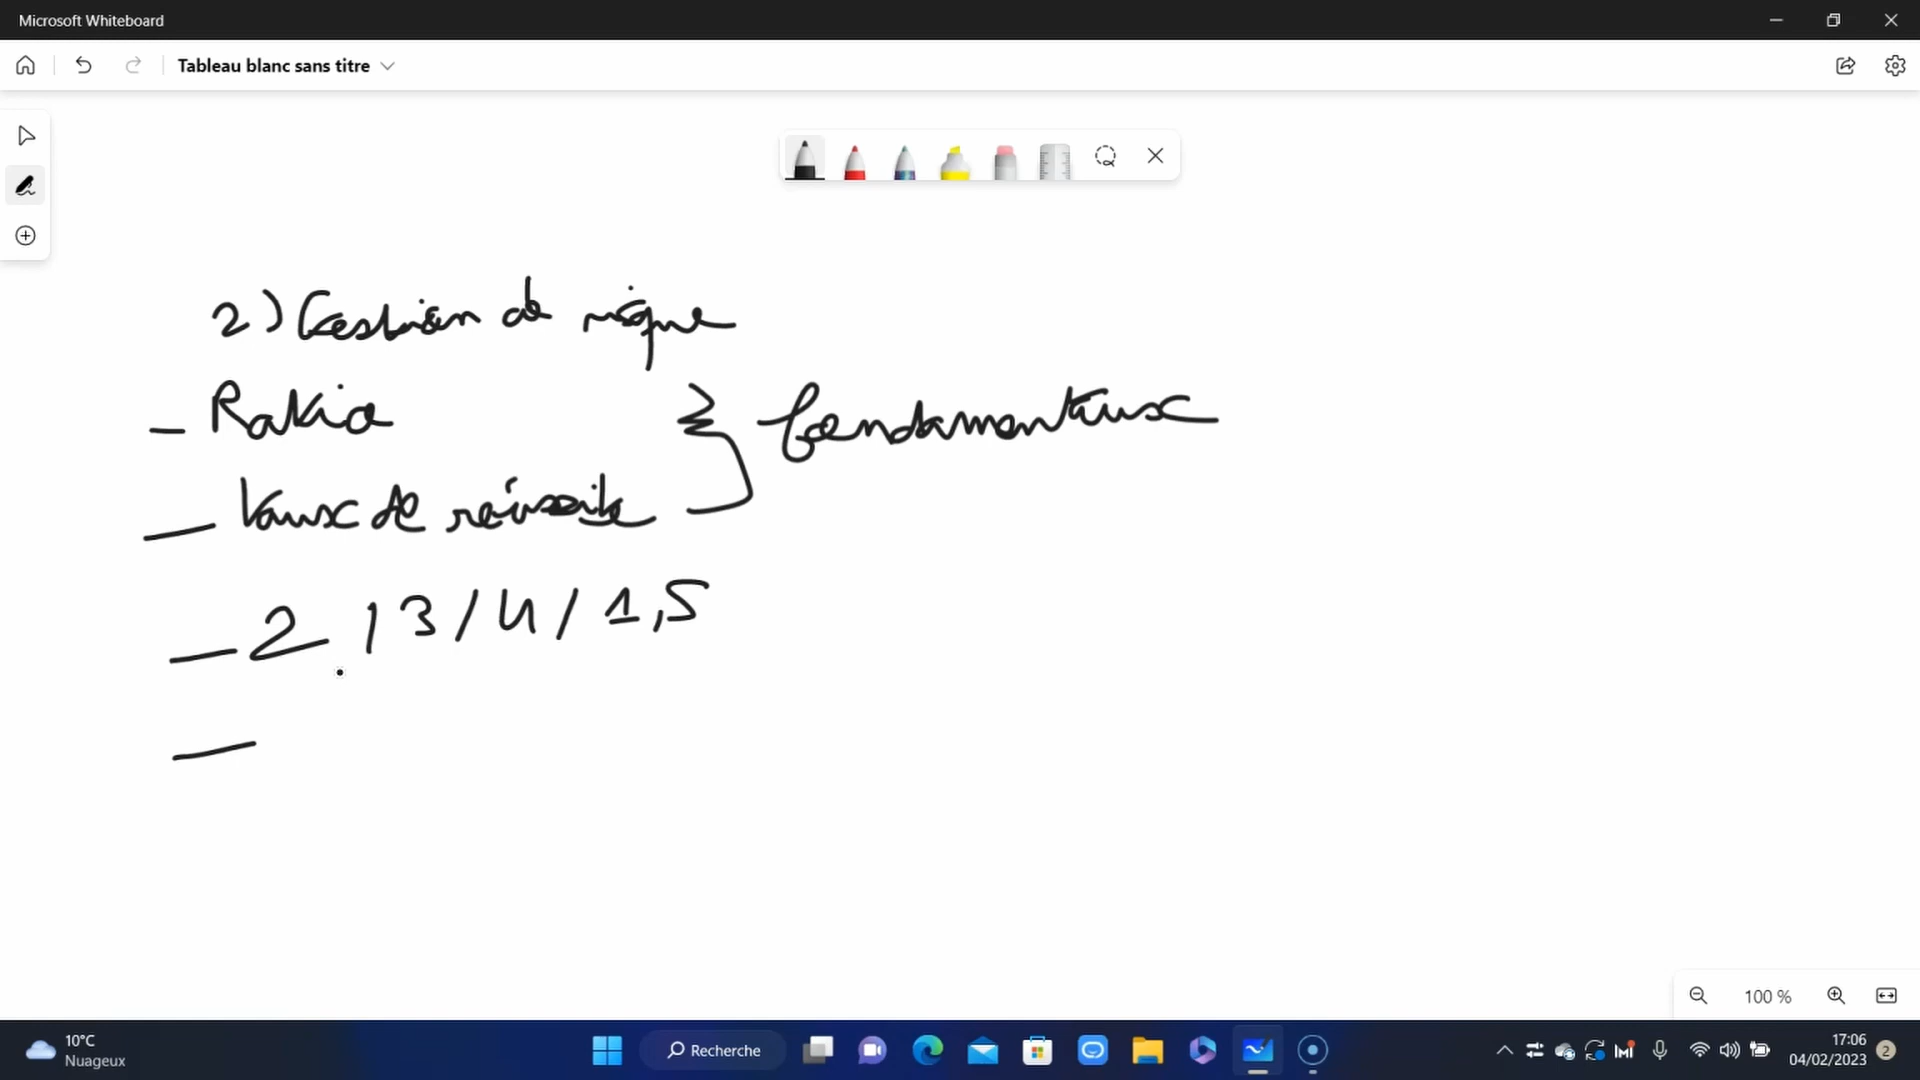 Microsoft Whiteboard
Tableau blanc sans titre
2) Gestion de risque
- Ratio
- Taux de réussite
fondamentaux
- 2 / 3 / 4 / 1,5
-
100 %
10°C
Nuageux
Recherche
17:06
04/02/2023
2